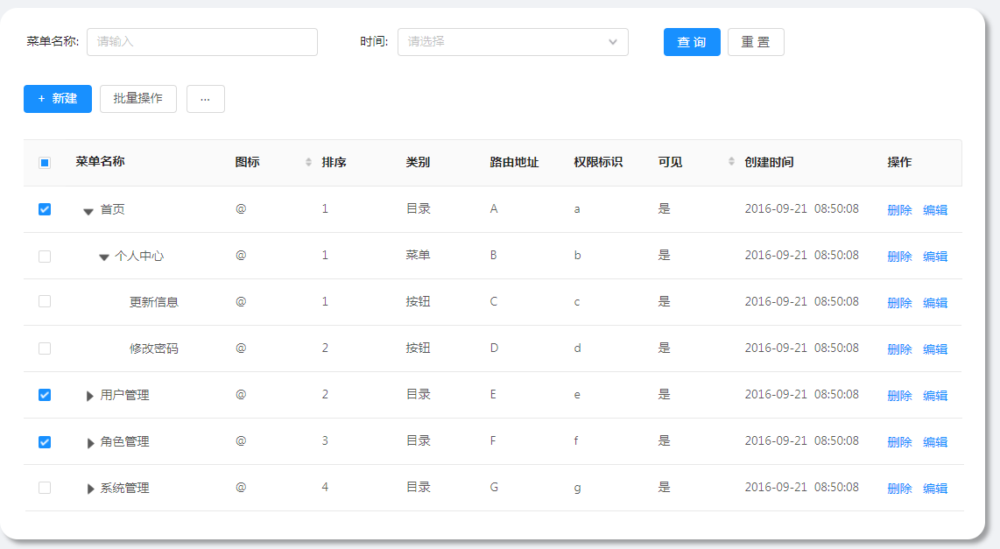 菜单名称: 请输入 时间: 请选择 查 询 重 置
+ 新建 批量操作 ...
菜单名称 图标 排序 类别 路由地址 权限标识 可见 创建时间 操作
首页 @ 1 目录 A a 是 2016-09-21 08:50:08 删除 编辑
个人中心 @ 1 菜单 B b 是 2016-09-21 08:50:08 删除 编辑
更新信息 @ 1 按钮 C c 是 2016-09-21 08:50:08 删除 编辑
修改密码 @ 2 按钮 D d 是 2016-09-21 08:50:08 删除 编辑
用户管理 @ 2 目录 E e 是 2016-09-21 08:50:08 删除 编辑
角色管理 @ 3 目录 F f 是 2016-09-21 08:50:08 删除 编辑
系统管理 @ 4 目录 G g 是 2016-09-21 08:50:08 删除 编辑